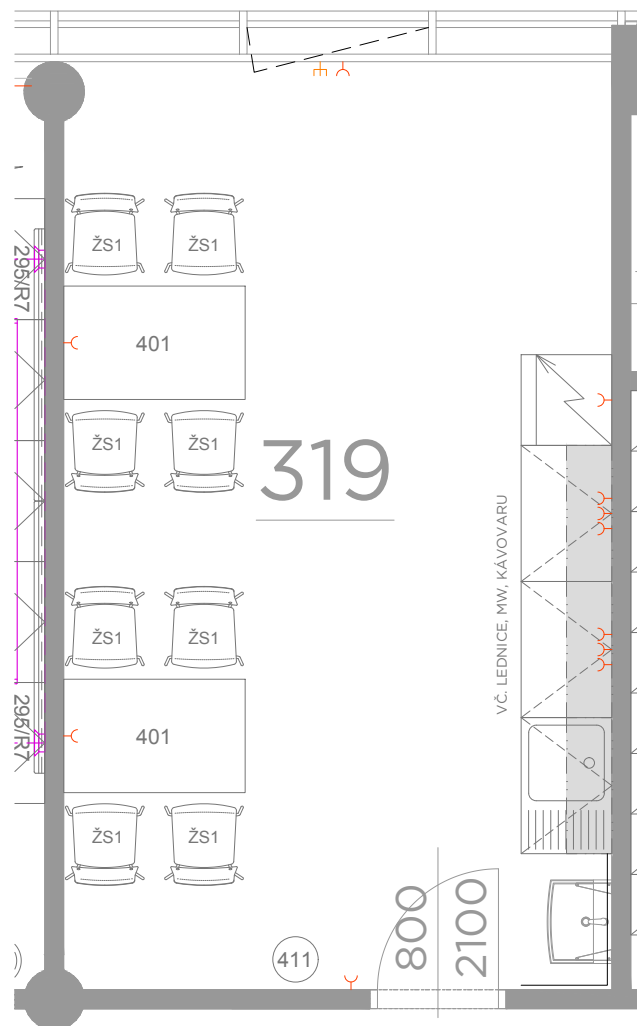 ŽS1 ŽS1
295/R7
401
ŽS1 ŽS1
319
VČ. LEDNICE, MW, KÁVOVARU
ŽS1 ŽS1
295/R7
401
ŽS1 ŽS1
800
2100
411